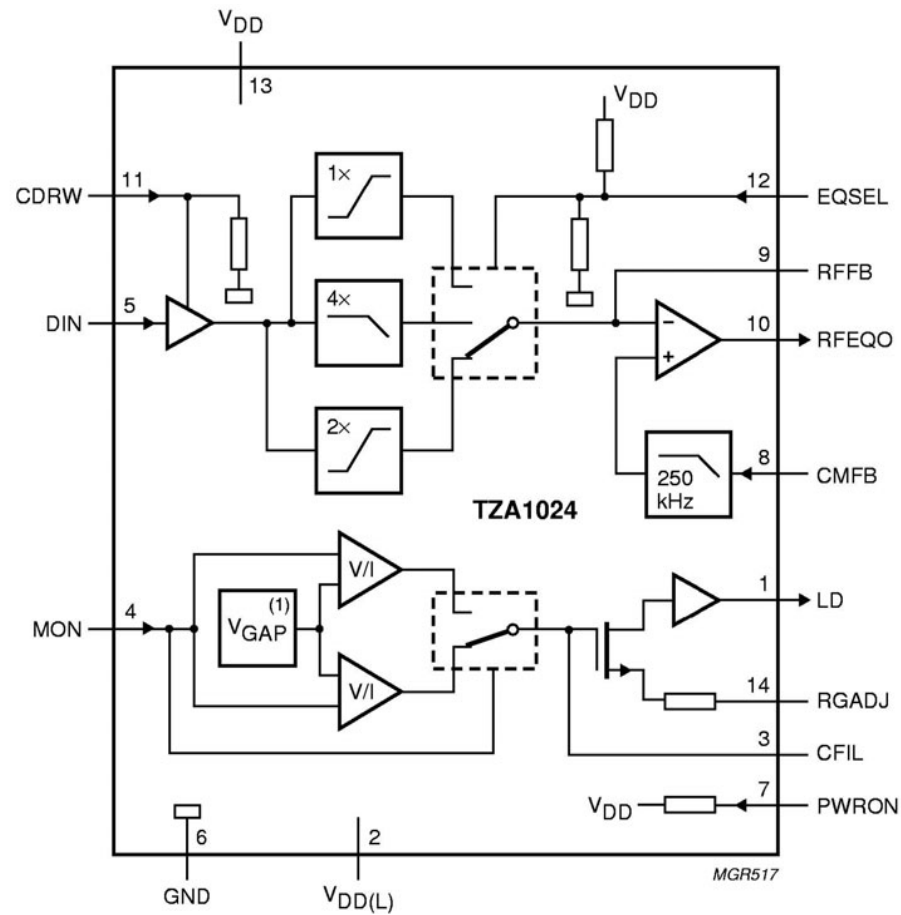 VDD
13
VDD
CDRW
11
1×
12
EQSEL
9
RFFB
DIN
5
4×
10
RFEQO
2×
250
kHz
8
CMFB
TZA1024
V/I
MON
4
(1)
VGAP
1
LD
V/I
14
RGADJ
3
CFIL
VDD
7
PWRON
6
2
GND
VDD(L)
MGR517
−
+